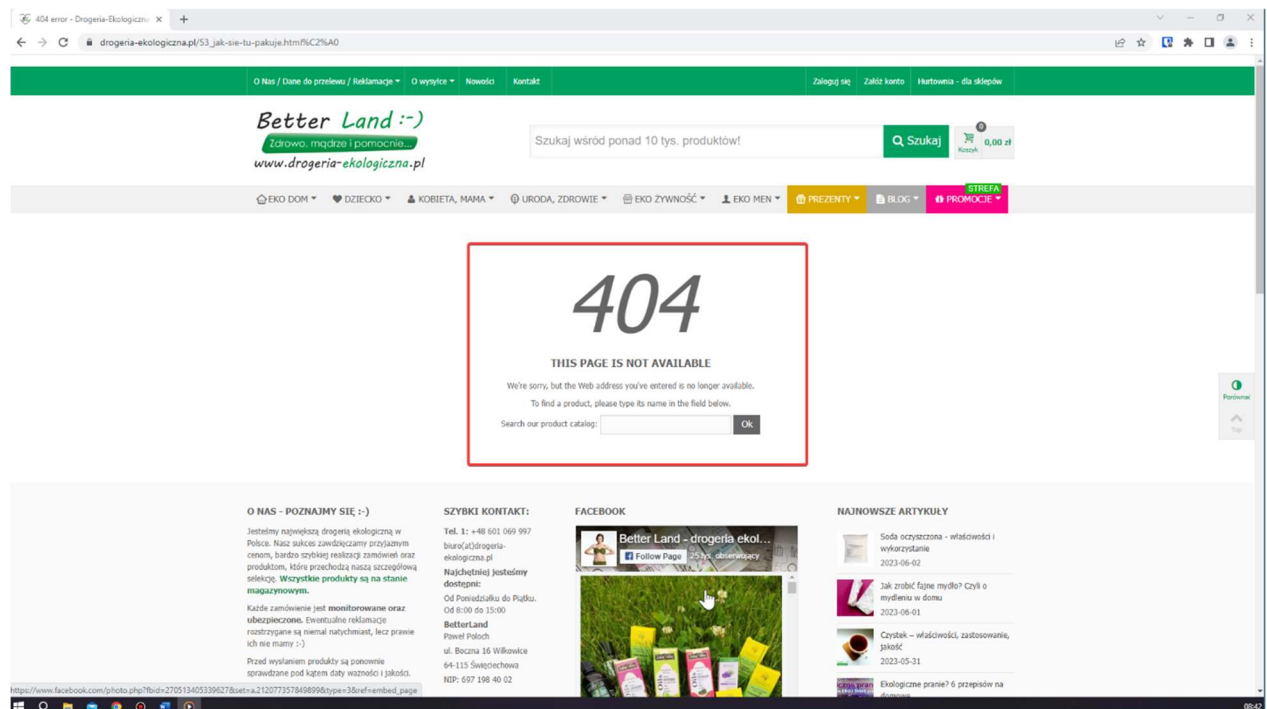 404 error - Drogeria-Ekologiczna
drogeria-ekologiczna.pl/53_jak-sie-tu-pakuje.html%C2%A0
O Nas / Dane do przelewu / Reklamacje
O wysyłce
Nowości
Kontakt
Zaloguj się
Załóż konto
Hurtownia - dla sklepów
Better Land :-)
Zdrowo, mądrze i pomocnie...
www.drogeria-ekologiczna.pl
Szukaj wśród ponad 10 tys. produktów!
Szukaj
0
Koszyk
0,00 zł
EKO DOM
DZIECKO
KOBIETA, MAMA
URODA, ZDROWIE
EKO ŻYWNOŚĆ
EKO MEN
PREZENTY
BLOG
STREFA
PROMOCJE
404
THIS PAGE IS NOT AVAILABLE
We're sorry, but the Web address you've entered is no longer available.
To find a product, please type its name in the field below.
Search our product catalog:
Ok
Porównaj
Top
O NAS - POZNAJMY SIĘ :-)
Jesteśmy największą drogerią ekologiczną w
Polsce. Nasz sukces zawdzięczamy przyjaznym
cenom, bardzo szybkiej realizacji zamówień oraz
produktom, które przechodzą naszą szczegółową
selekcję. Wszystkie produkty są na stanie
magazynowym.
Każde zamówienie jest monitorowane oraz
ubezpieczone. Ewentualne reklamacje
rozstrzygane są niemal natychmiast, lecz prawie
ich nie mamy :-)
Przed wysłaniem produkty są ponownie
sprawdzane pod kątem daty ważności i jakości.
SZYBKI KONTAKT:
Tel. 1: +48 601 069 997
biuro(at)drogeria-
ekologiczna.pl
Najchętniej jesteśmy
dostępni:
Od Poniedziałku do Piątku.
Od 8:00 do 15:00
BetterLand
Paweł Poloch
ul. Boczna 16 Wilkowice
64-115 Święciechowa
NIP: 697 198 40 02
FACEBOOK
Better Land - drogeria ekol...
Follow Page
25 tys. obserwujący
NAJNOWSZE ARTYKUŁY
Soda oczyszczona - właściwości i
wykorzystanie
2023-06-02
Jak zrobić fajne mydło? Czyli o
mydleniu w domu
2023-06-01
Czystek – właściwości, zastosowanie,
jakość
2023-05-31
Ekologiczne pranie? 6 przepisów na
domowe
https://www.facebook.com/photo.php?fbid=270513405339627&set=a.212077357849899&type=3&ref=embed_page
08:42